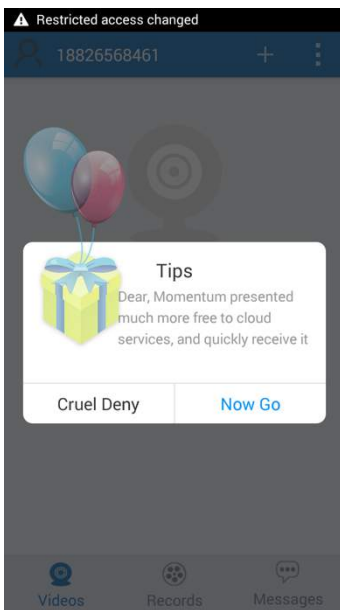 Restricted access changed
18826568461
Tips
Dear, Momentum presented
much more free to cloud
services, and quickly receive it
Cruel Deny
Now Go
Videos
Records
Messages